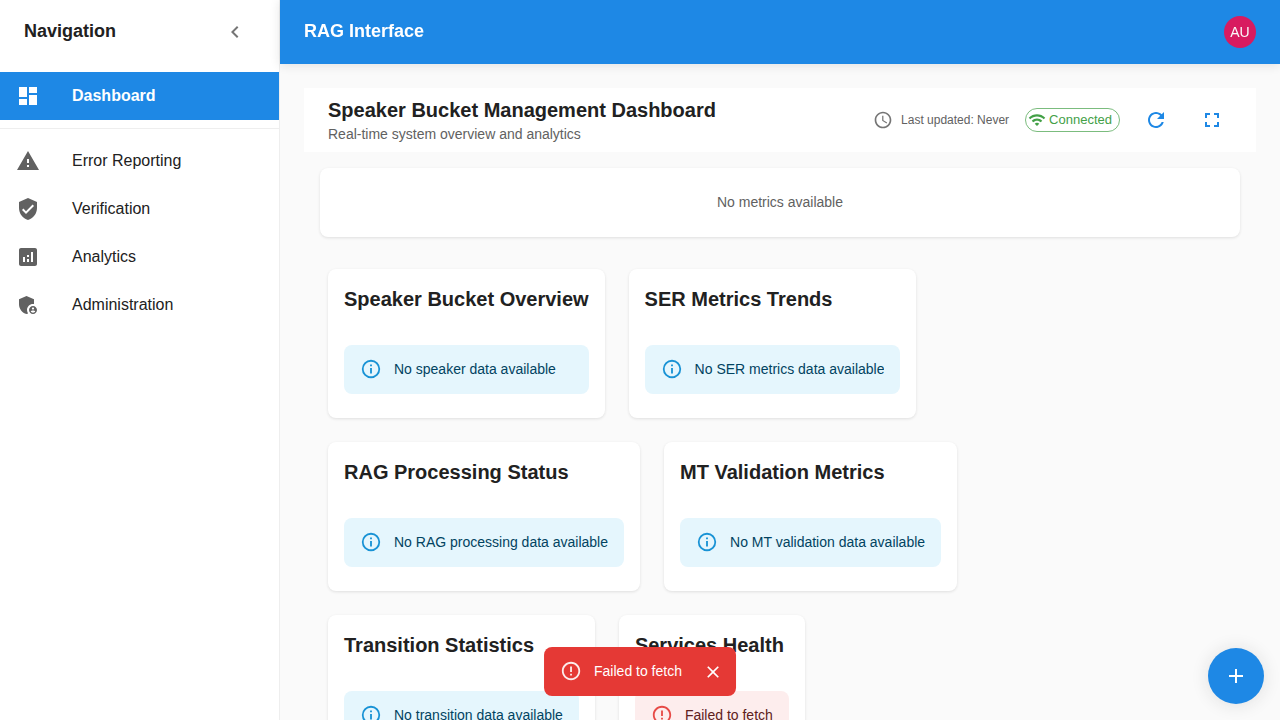 Navigation
RAG Interface
AU
Dashboard
Error Reporting
Verification
Analytics
Administration
Speaker Bucket Management Dashboard
Real-time system overview and analytics
Last updated: Never
Connected
No metrics available
Speaker Bucket Overview
No speaker data available
SER Metrics Trends
No SER metrics data available
RAG Processing Status
No RAG processing data available
MT Validation Metrics
No MT validation data available
Transition Statistics
No transition data available
Services Health
Failed to fetch
Failed to fetch